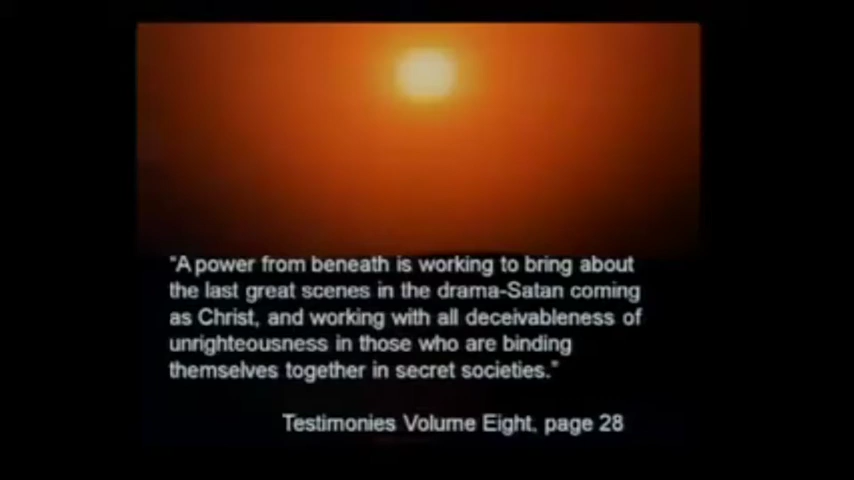 "A power from beneath is working to bring about
the last great scenes in the drama-Satan coming
as Christ, and working with all deceivableness of
unrighteousness in those who are binding
themselves together in secret societies."
Testimonies Volume Eight, page 28